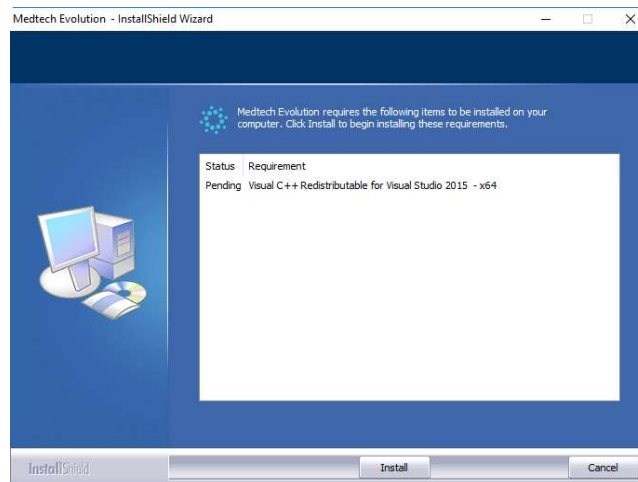 Medtech Evolution - InstallShield Wizard
Medtech Evolution requires the following items to be installed on your
computer. Click Install to begin installing these requirements.
Status Requirement
Pending Visual C++ Redistributable for Visual Studio 2015 - x64
InstallShield
Install
Cancel